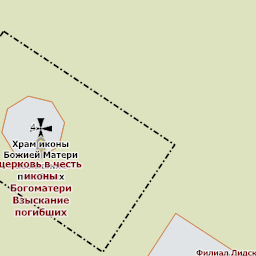 Храм иконы
Божией Матери
церковь в честь
иконы
Богоматери
Взыскание
погибших
Филиал Лидск